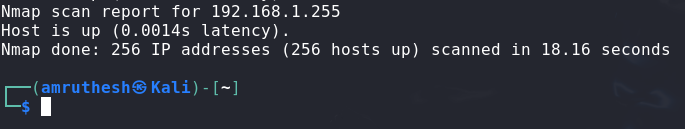 Nmap scan report for 192.168.1.255
Host is up (0.0014s latency).
Nmap done: 256 IP addresses (256 hosts up) scanned in 18.16 seconds
┌──(amruthesh㉿Kali)-[~]
└─$